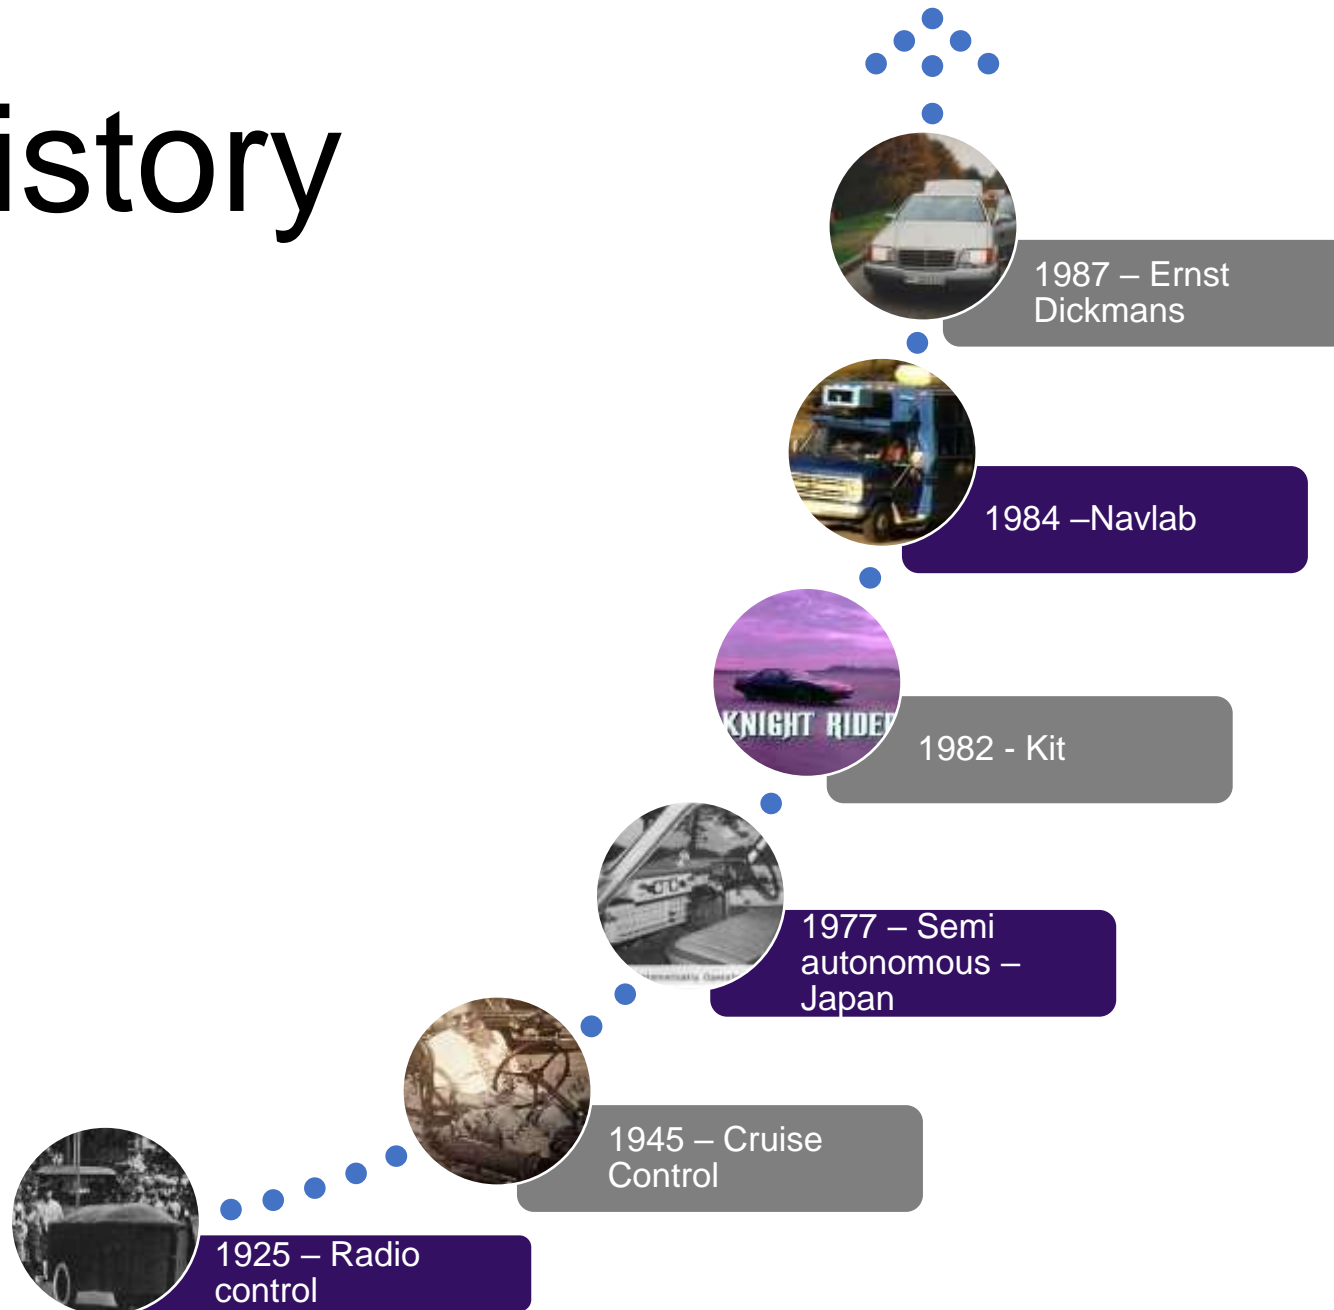 istory
1987 – Ernst
Dickmans
1984 –Navlab
KNIGHT RIDER
1982 - Kit
1977 – Semi
autonomous –
Japan
1945 – Cruise
Control
1925 – Radio
control